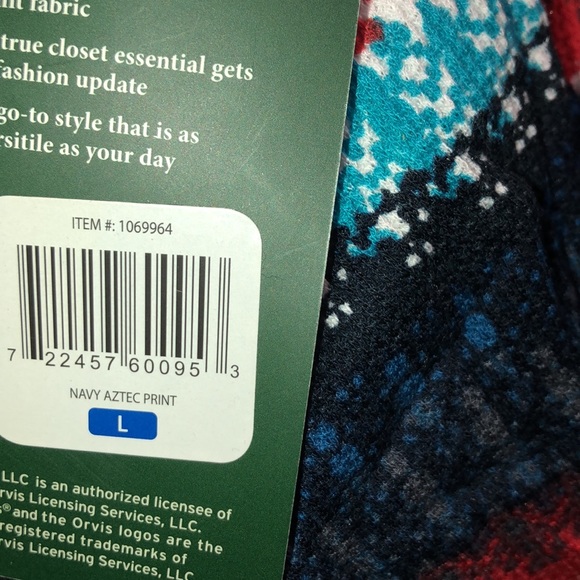 fabric
true closet essential gets
fashion update
go-to style that is as
rsitile as your day
ITEM #: 1069964
7 22457 60095 3
NAVY AZTEC PRINT
L
LLC is an authorized licensee of
rvis Licensing Services, LLC.
® and the Orvis logos are the
registered trademarks of
rvis Licensing Services, LLC